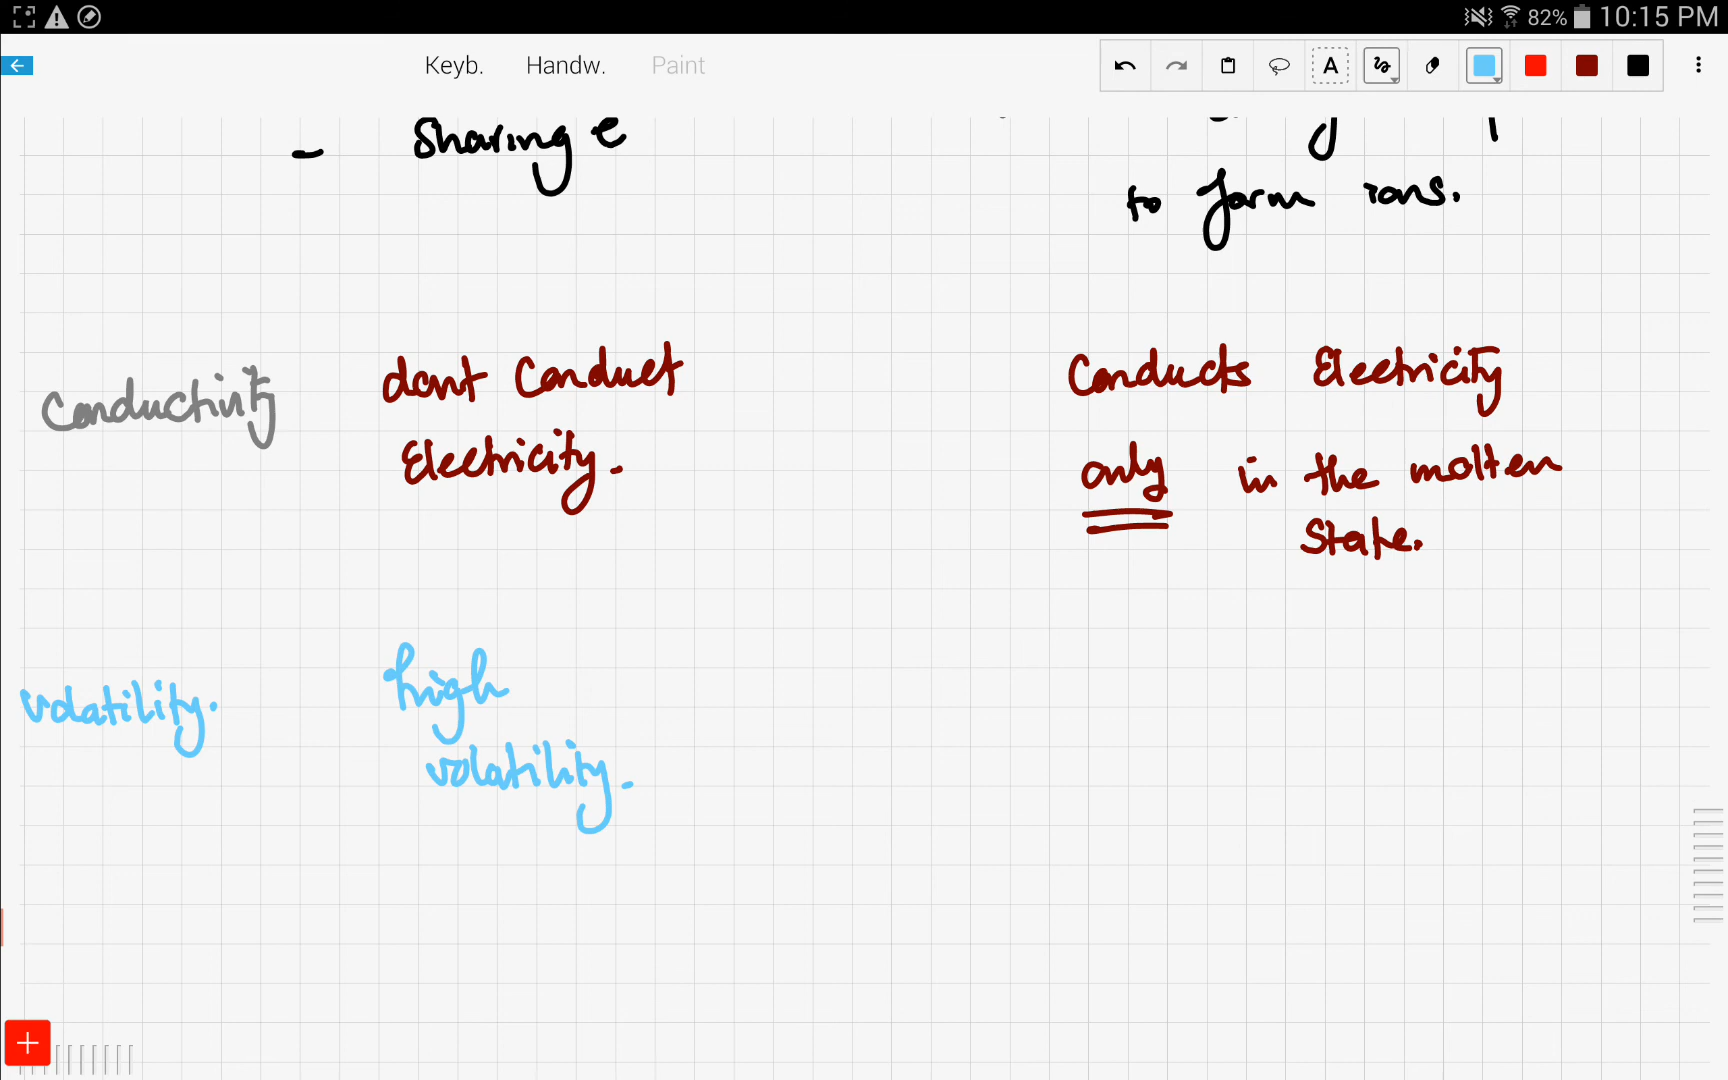 82% 10:15 PM
Keyb. Handw. Paint
A
- Sharing e
to form ions.
Conductivity
dont Conduct
Electricity.
Conducts Electricity
only in the molten
State.
volatility.
high
volatility.